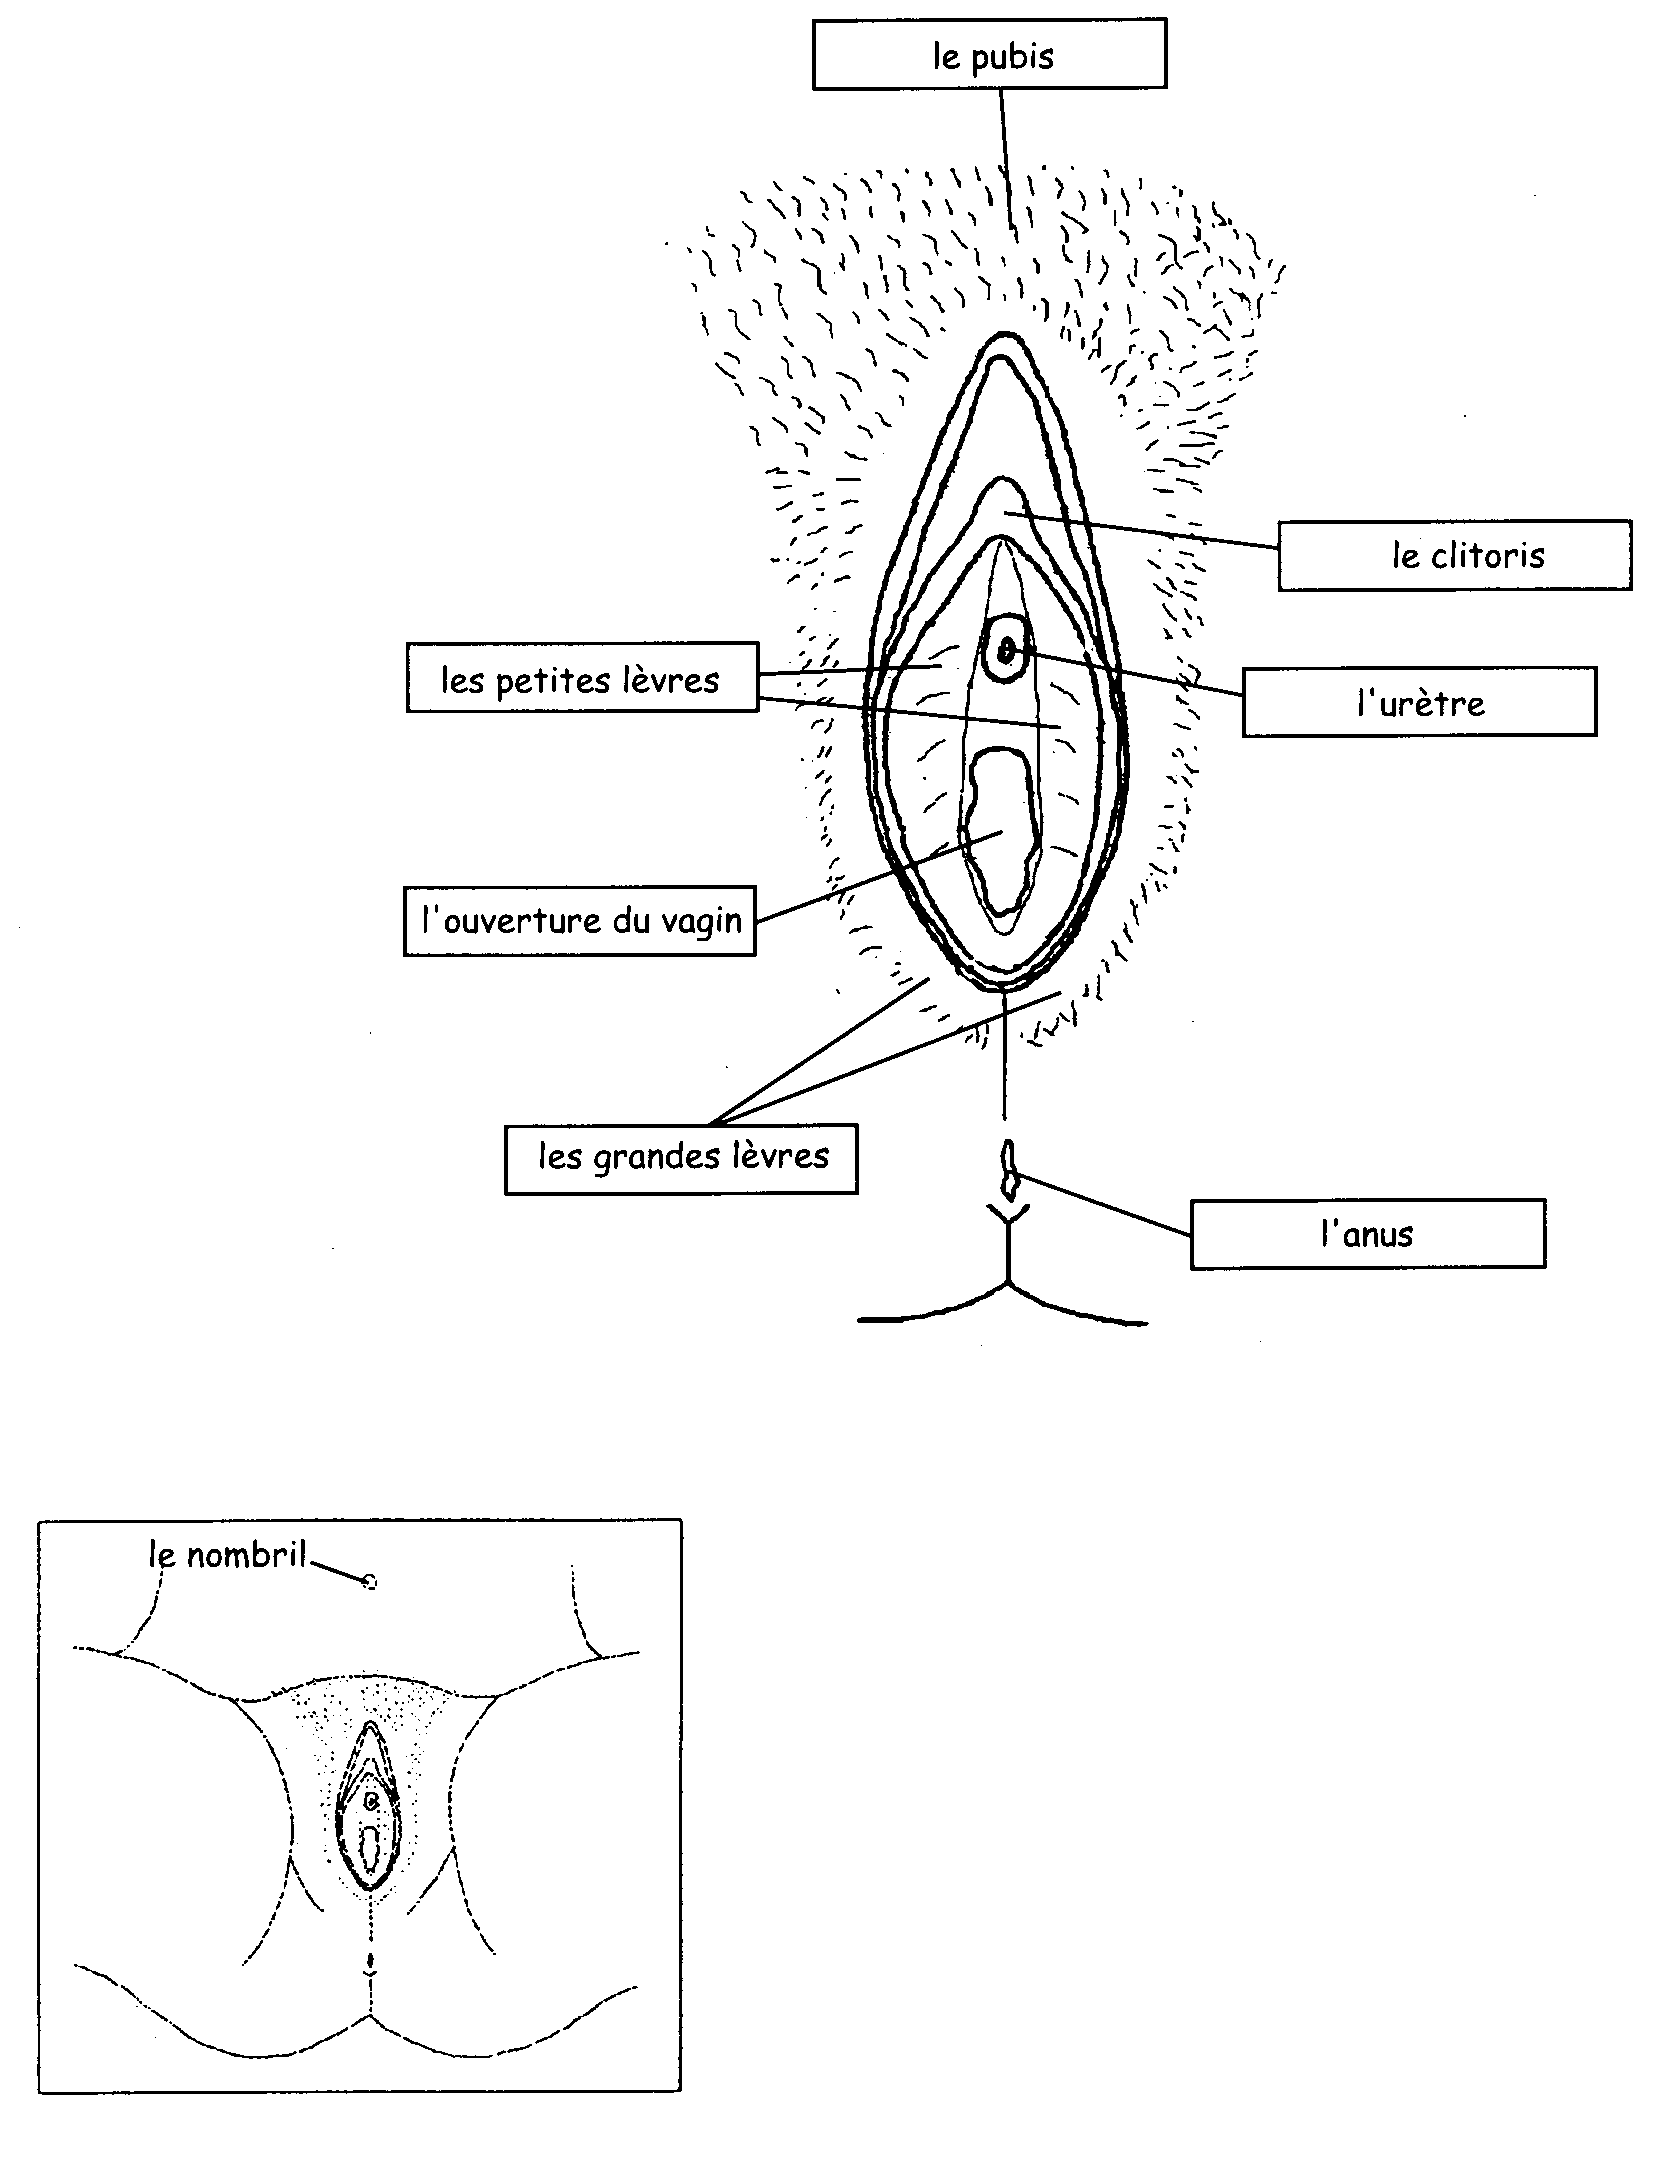 le pubis
le clitoris
les petites lèvres
l'urètre
l'ouverture du vagin
les grandes lèvres
l'anus
le nombril